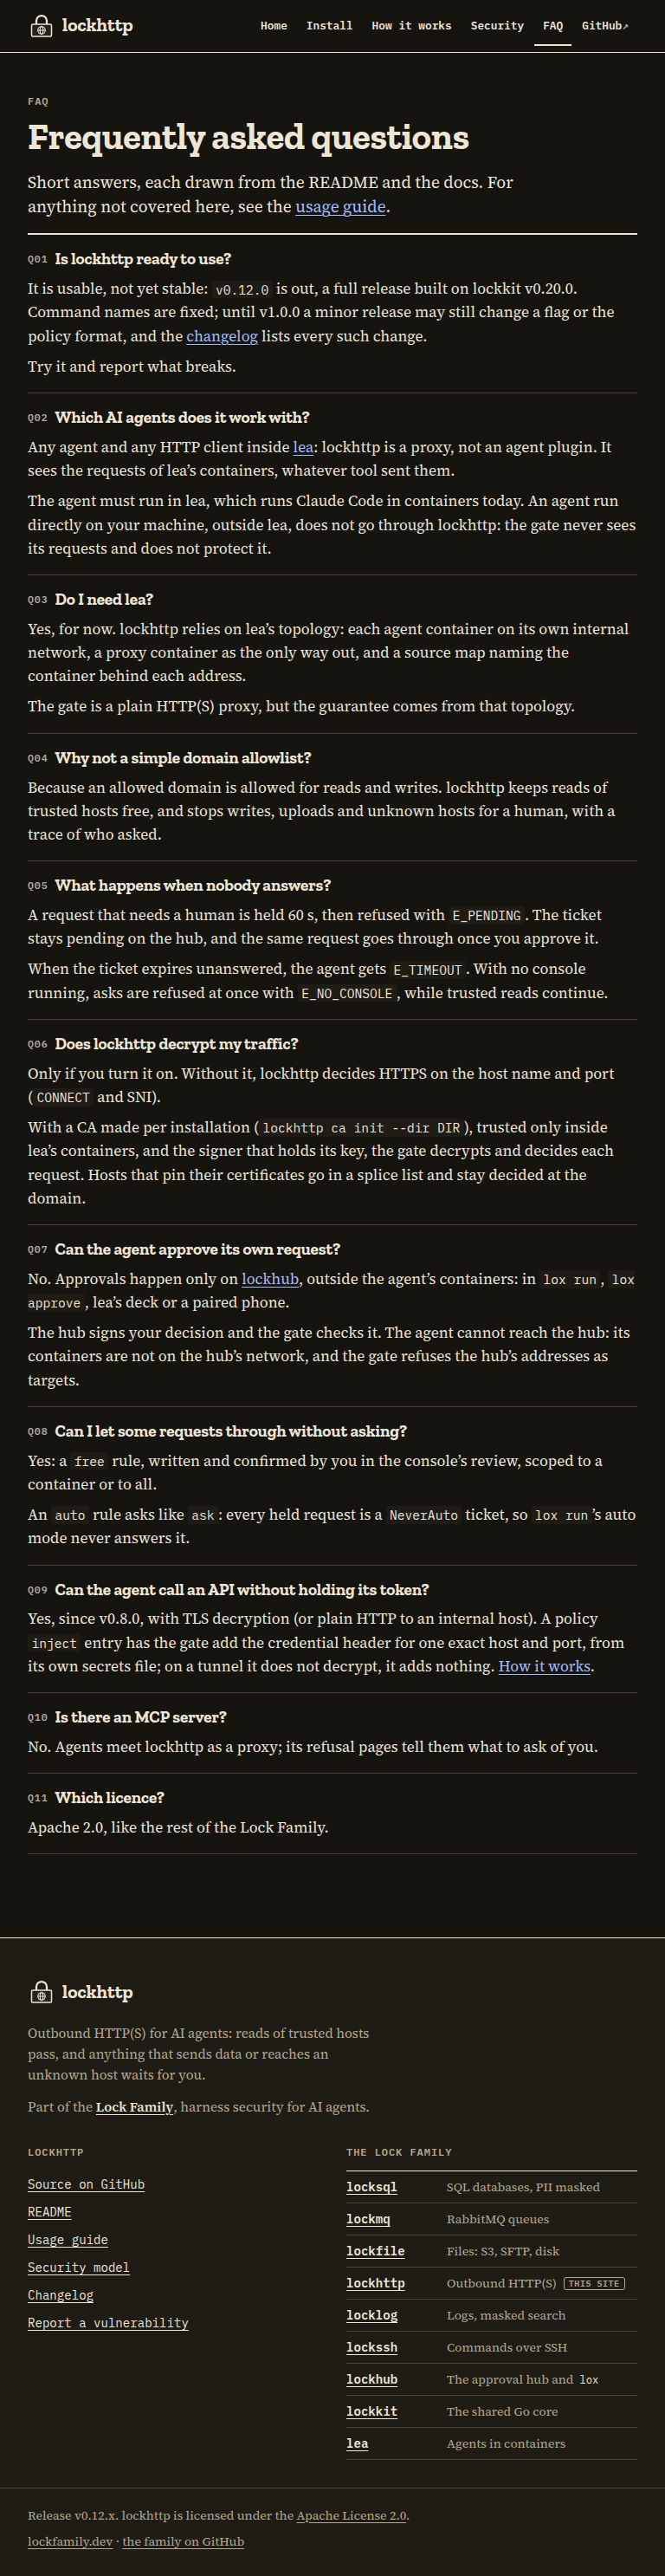 lockhttp
Home Install How it works Security FAQ GitHub↗
FAQ
Frequently asked questions
Short answers, each drawn from the README and the docs. For
anything not covered here, see the usage guide.
Q01 Is lockhttp ready to use?
It is usable, not yet stable: v0.12.0 is out, a full release built on lockkit v0.20.0.
Command names are fixed; until v1.0.0 a minor release may still change a flag or the
policy format, and the changelog lists every such change.
Try it and report what breaks.
Q02 Which AI agents does it work with?
Any agent and any HTTP client inside lea: lockhttp is a proxy, not an agent plugin. It
sees the requests of lea’s containers, whatever tool sent them.
The agent must run in lea, which runs Claude Code in containers today. An agent run
directly on your machine, outside lea, does not go through lockhttp: the gate never sees
its requests and does not protect it.
Q03 Do I need lea?
Yes, for now. lockhttp relies on lea’s topology: each agent container on its own internal
network, a proxy container as the only way out, and a source map naming the
container behind each address.
The gate is a plain HTTP(S) proxy, but the guarantee comes from that topology.
Q04 Why not a simple domain allowlist?
Because an allowed domain is allowed for reads and writes. lockhttp keeps reads of
trusted hosts free, and stops writes, uploads and unknown hosts for a human, with a
trace of who asked.
Q05 What happens when nobody answers?
A request that needs a human is held 60 s, then refused with E_PENDING. The ticket
stays pending on the hub, and the same request goes through once you approve it.
When the ticket expires unanswered, the agent gets E_TIMEOUT. With no console
running, asks are refused at once with E_NO_CONSOLE, while trusted reads continue.
Q06 Does lockhttp decrypt my traffic?
Only if you turn it on. Without it, lockhttp decides HTTPS on the host name and port
(CONNECT and SNI).
With a CA made per installation (lockhttp ca init --dir DIR), trusted only inside
lea’s containers, and the signer that holds its key, the gate decrypts and decides each
request. Hosts that pin their certificates go in a splice list and stay decided at the
domain.
Q07 Can the agent approve its own request?
No. Approvals happen only on lockhub, outside the agent’s containers: in lox run, lox
approve, lea’s deck or a paired phone.
The hub signs your decision and the gate checks it. The agent cannot reach the hub: its
containers are not on the hub’s network, and the gate refuses the hub’s addresses as
targets.
Q08 Can I let some requests through without asking?
Yes: a free rule, written and confirmed by you in the console’s review, scoped to a
container or to all.
An auto rule asks like ask: every held request is a NeverAuto ticket, so lox run’s auto
mode never answers it.
Q09 Can the agent call an API without holding its token?
Yes, since v0.8.0, with TLS decryption (or plain HTTP to an internal host). A policy
inject entry has the gate add the credential header for one exact host and port, from
its own secrets file; on a tunnel it does not decrypt, it adds nothing. How it works.
Q10 Is there an MCP server?
No. Agents meet lockhttp as a proxy; its refusal pages tell them what to ask of you.
Q11 Which licence?
Apache 2.0, like the rest of the Lock Family.
lockhttp
Outbound HTTP(S) for AI agents: reads of trusted hosts
pass, and anything that sends data or reaches an
unknown host waits for you.
Part of the Lock Family, harness security for AI agents.
LOCKHTTP
Source on GitHub
README
Usage guide
Security model
Changelog
Report a vulnerability
THE LOCK FAMILY
locksql SQL databases, PII masked
lockmq RabbitMQ queues
lockfile Files: S3, SFTP, disk
lockhttp Outbound HTTP(S) THIS SITE
locklog Logs, masked search
lockssh Commands over SSH
lockhub The approval hub and lox
lockkit The shared Go core
lea Agents in containers
Release v0.12.x. lockhttp is licensed under the Apache License 2.0.
lockfamily.dev · the family on GitHub